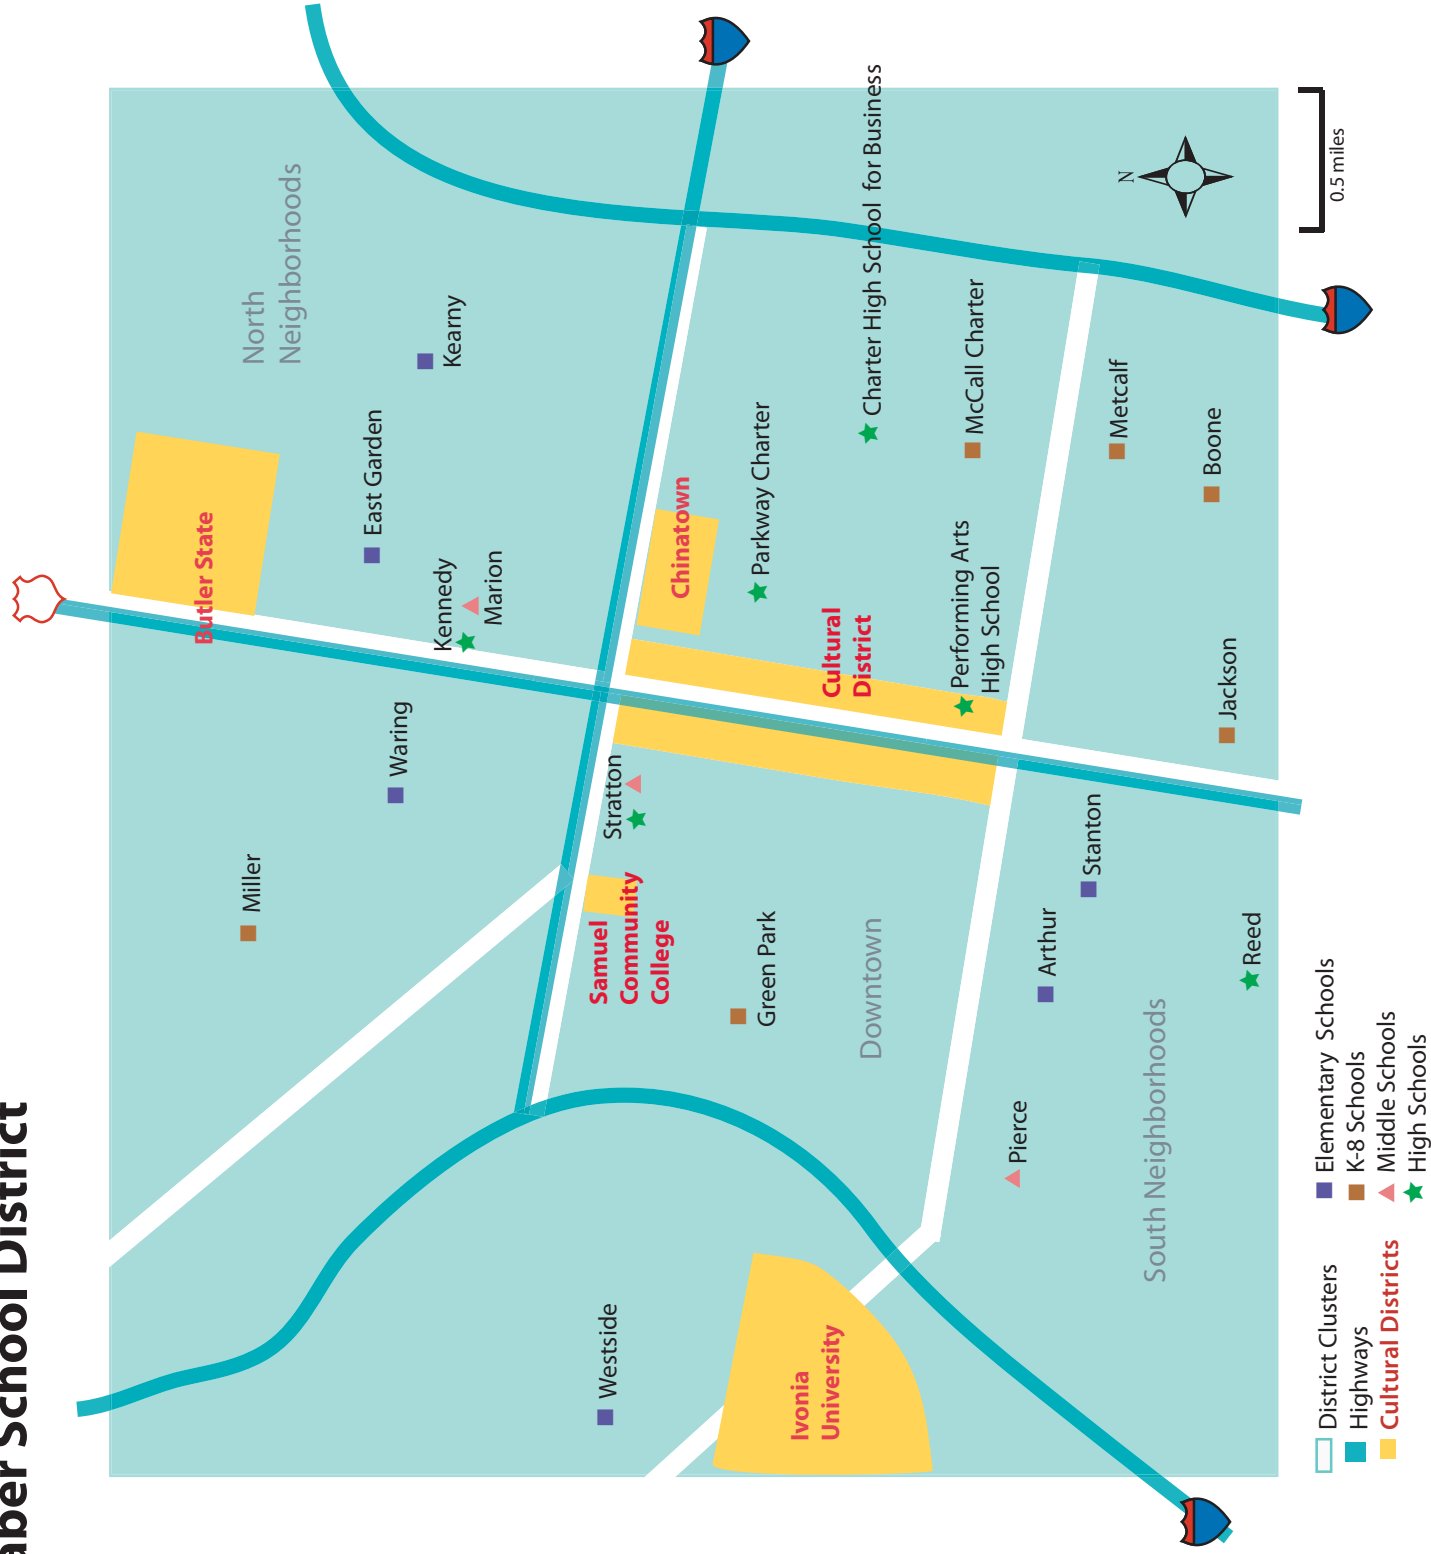 School District
North
Neighborhoods
Butler State
East Garden
Kearny
Kennedy
Marion
Waring
Miller
Chinatown
Parkway Charter
Charter High School for Business
McCall Charter
Cultural
District
Performing Arts
High School
Stratton
Samuel
Community
College
Green Park
Downtown
Metcalf
Boone
Jackson
Stanton
Arthur
Reed
Pierce
South Neighborhoods
Westside
Ivonia
University
N
0.5 miles
District Clusters
Highways
Cultural Districts
Elementary Schools
K-8 Schools
Middle Schools
High Schools